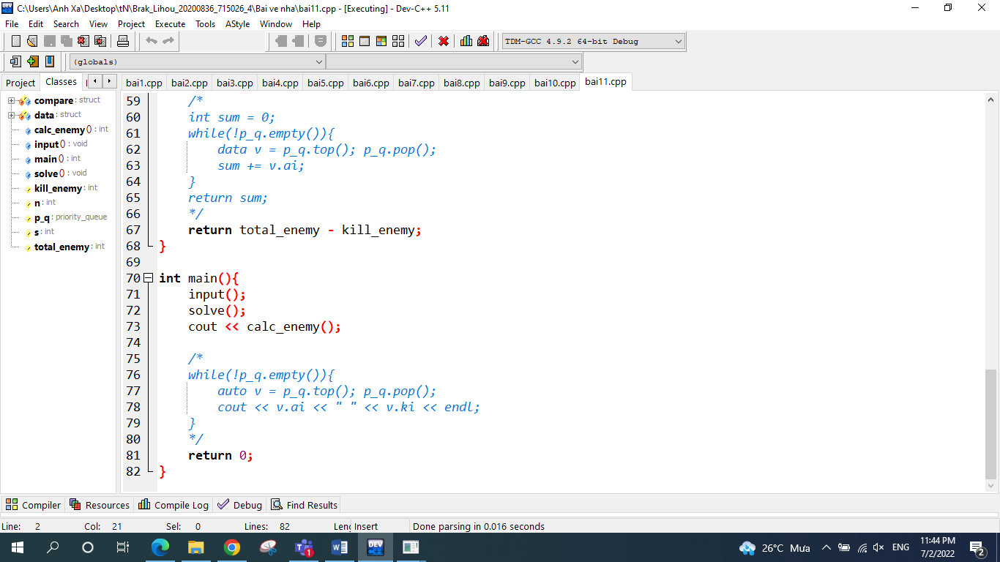 C:\Users\Anh Xa\Desktop\tN\Brak_Lihou_20200836_715026_4\Bai ve nha\bai11.cpp - [Executing] - Dev-C++ 5.11
File Edit Search View Project Execute Tools AStyle Window Help
TDM-GCC 4.9.2 64-bit Debug
(globals)
Project Classes
bai1.cpp bai2.cpp bai3.cpp bai4.cpp bai5.cpp bai6.cpp bai7.cpp bai8.cpp bai9.cpp bai10.cpp bai11.cpp
compare : struct
data : struct
calc_enemy () : int
input () : void
main () : int
solve () : void
kill_enemy : int
n : int
p_q : priority_queue
s : int
total_enemy : int
59 /*
60 int sum = 0;
61 while(!p_q.empty()){
62 data v = p_q.top(); p_q.pop();
63 sum += v.ai;
64 }
65 return sum;
66 */
67 return total_enemy - kill_enemy;
68 }
69
70 int main(){
71 input();
72 solve();
73 cout << calc_enemy();
74
75 /*
76 while(!p_q.empty()){
77 auto v = p_q.top(); p_q.pop();
78 cout << v.ai << " " << v.ki << endl;
79 }
80 */
81 return 0;
82 }
Compiler Resources Compile Log Debug Find Results
Line: 2 Col: 21 Sel: 0 Lines: 82 Insert Done parsing in 0.016 seconds
DEV
1
26°C Mưa ENG
11:44 PM
7/2/2022
2